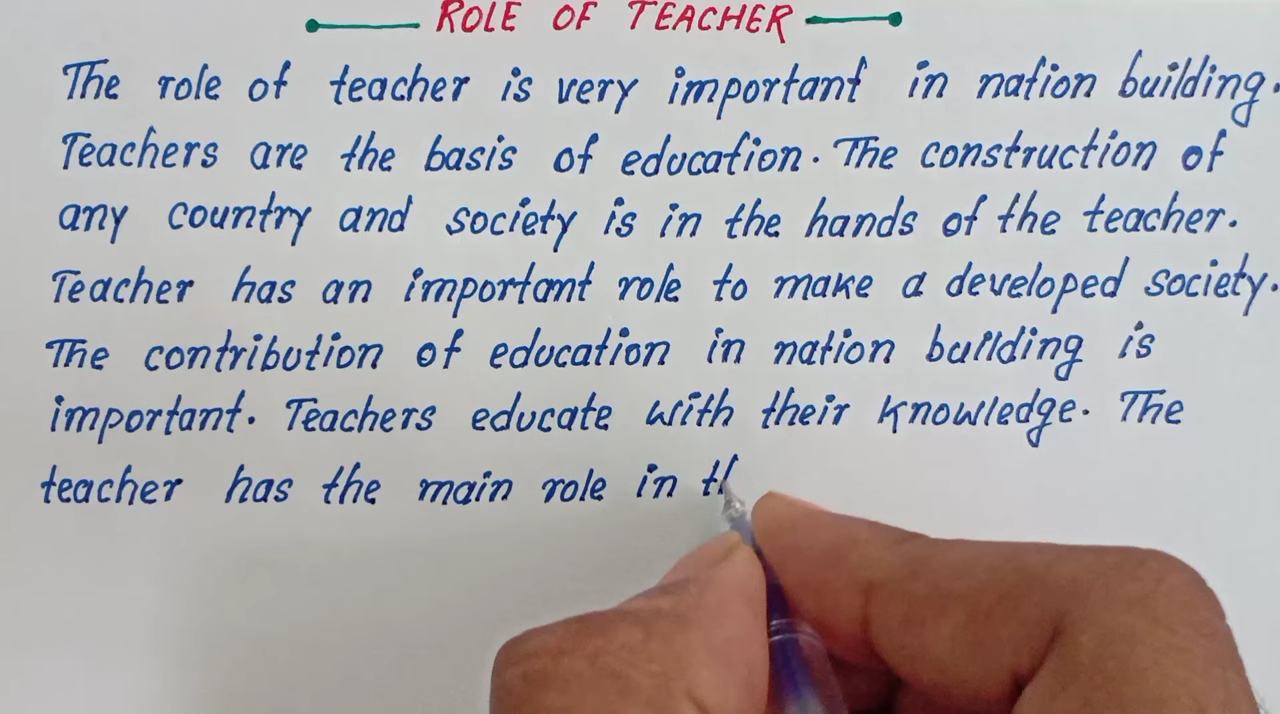 ROLE OF TEACHER
The role of teacher is very important in nation building.
Teachers are the basis of education. The construction of
any country and society is in the hands of the teacher.
Teacher has an important role to make a developed society.
The contribution of education in nation building is
important. Teachers educate with their knowledge. The
teacher has the main role in th